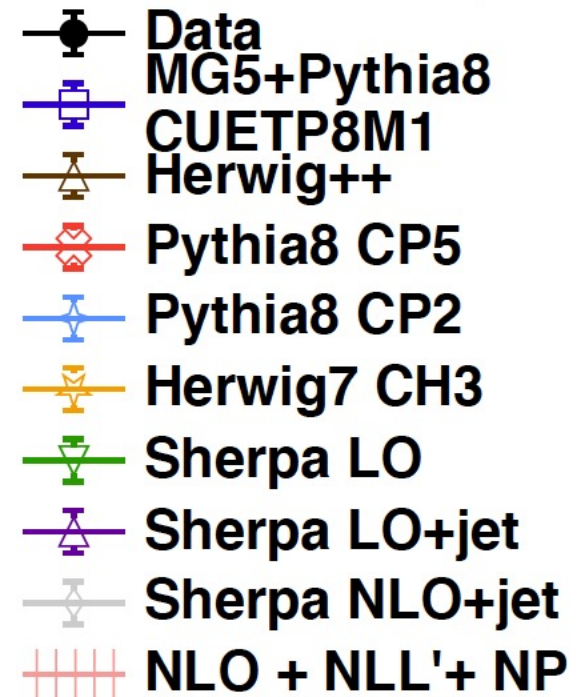 Data
MG5+Pythia8
CUETP8M1
Herwig++
Pythia8 CP5
Pythia8 CP2
Herwig7 CH3
Sherpa LO
Sherpa LO+jet
Sherpa NLO+jet
NLO + NLL'+ NP